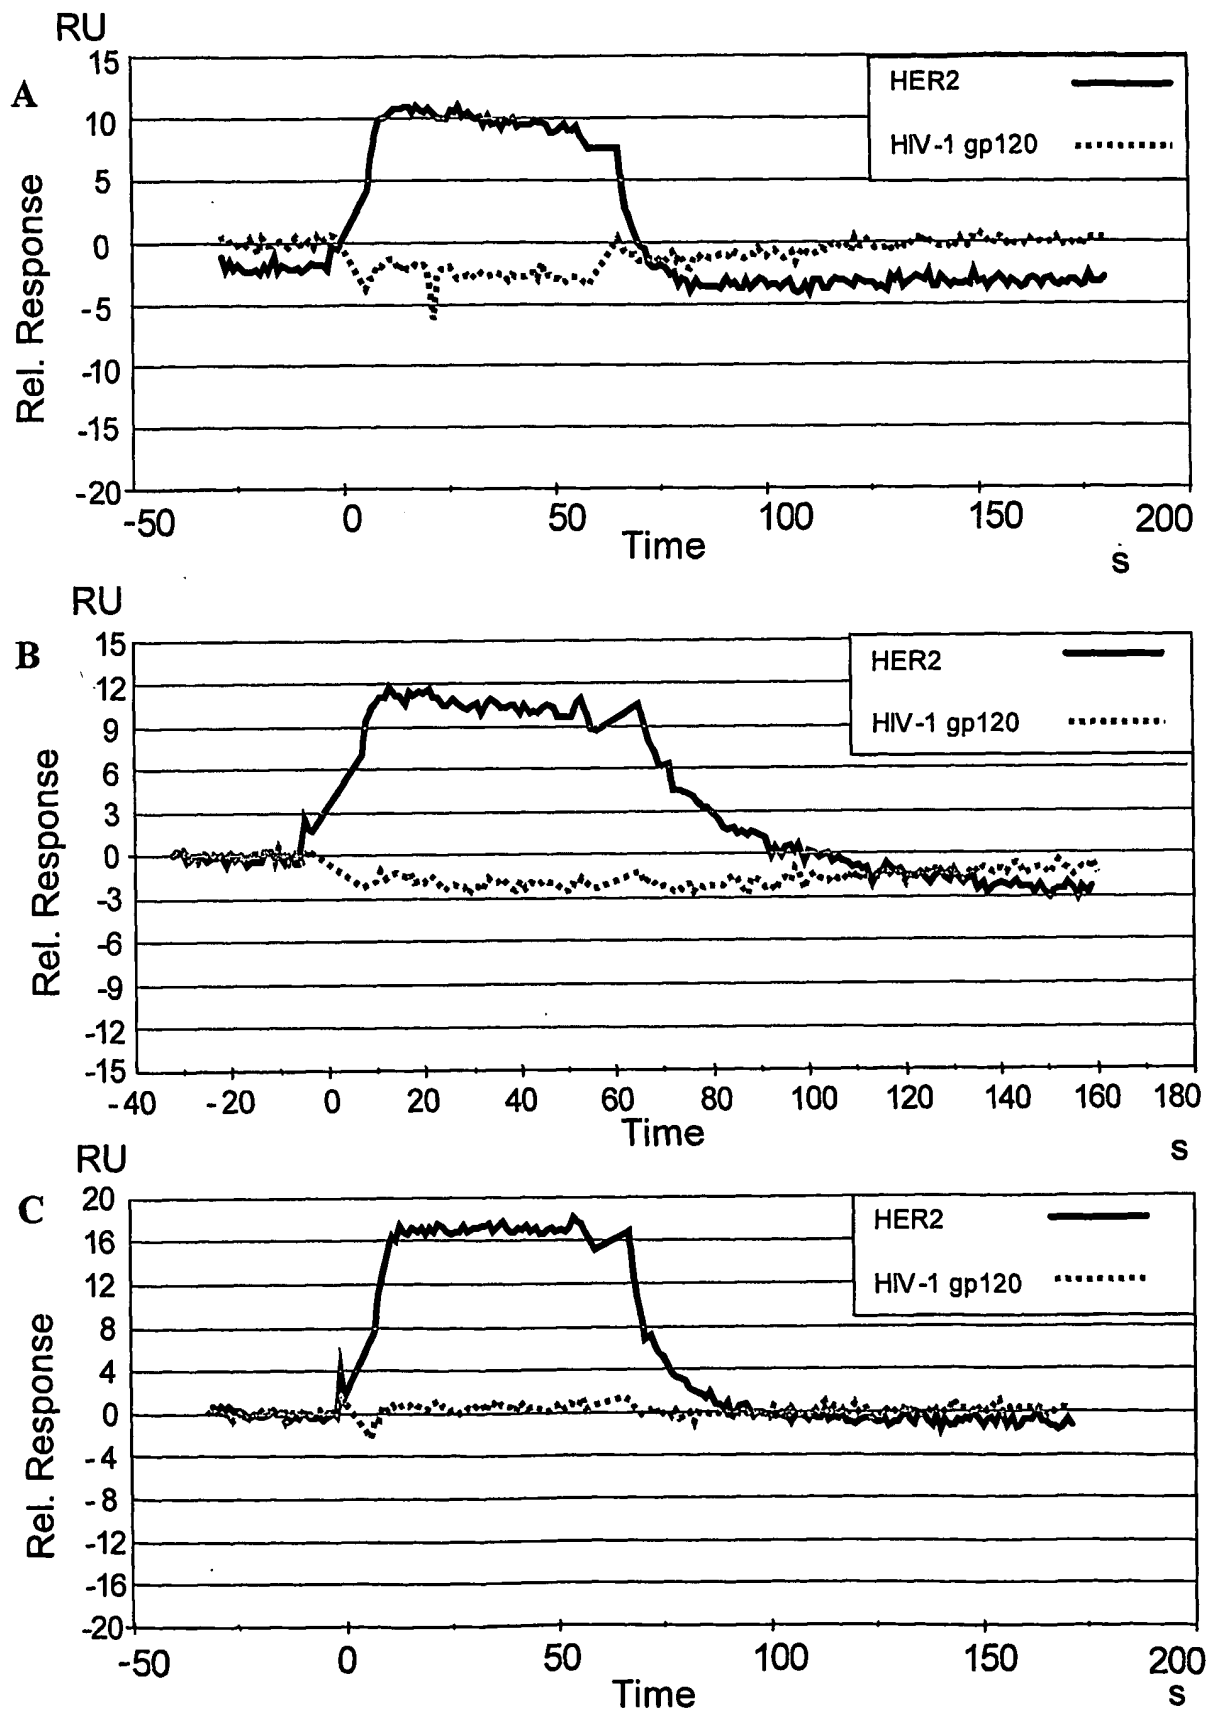 RU
A
15
10
5
0
-5
-10
-15
-20
Rel. Response
HER2
HIV-1 gp120
-50 0 50 100 150 200
Time
s
RU
B
15
12
9
6
3
0
-3
-6
-9
-12
-15
Rel. Response
HER2
HIV-1 gp120
-40 -20 0 20 40 60 80 100 120 140 160 180
Time
s
RU
C
20
16
12
8
4
0
-4
-8
-12
-16
-20
Rel. Response
HER2
HIV-1 gp120
-50 0 50 100 150 200
Time
s